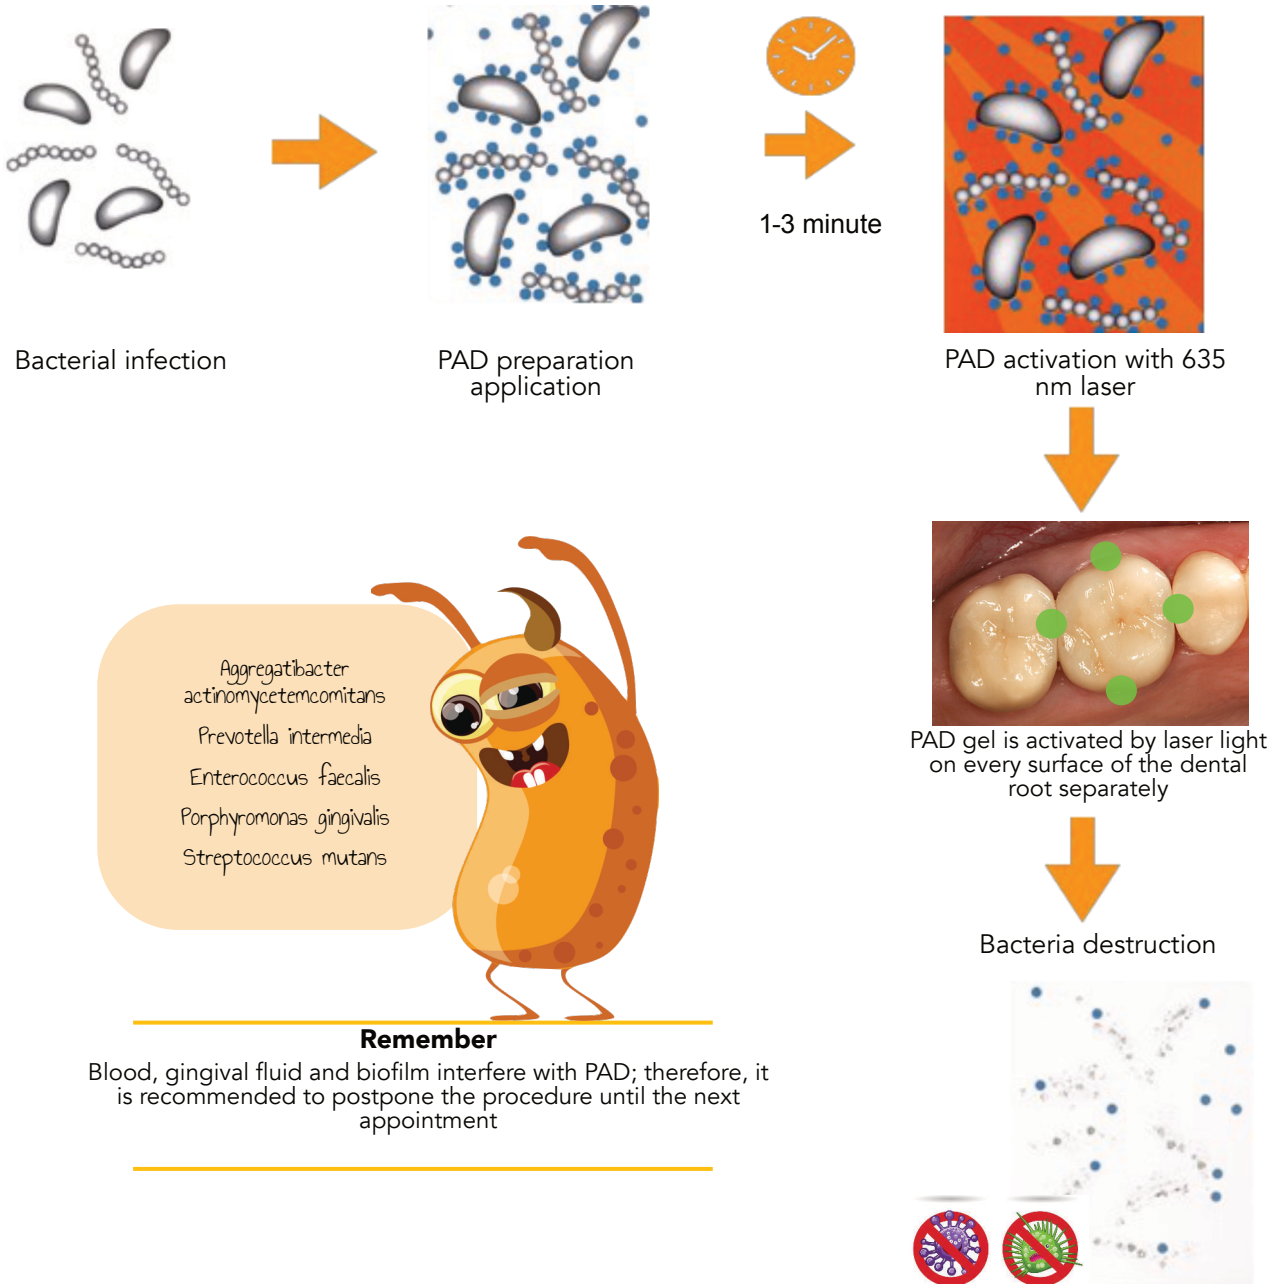 Bacterial infection
PAD preparation
application
1-3 minute
PAD activation with 635
nm laser
PAD gel is activated by laser light
on every surface of the dental
root separately
Bacteria destruction
Aggregatibacter
actinomycetemcomitans
Prevotella intermedia
Enterococcus faecalis
Porphyromonas gingivalis
Streptococcus mutans
Remember
Blood, gingival fluid and biofilm interfere with PAD; therefore, it
is recommended to postpone the procedure until the next
appointment